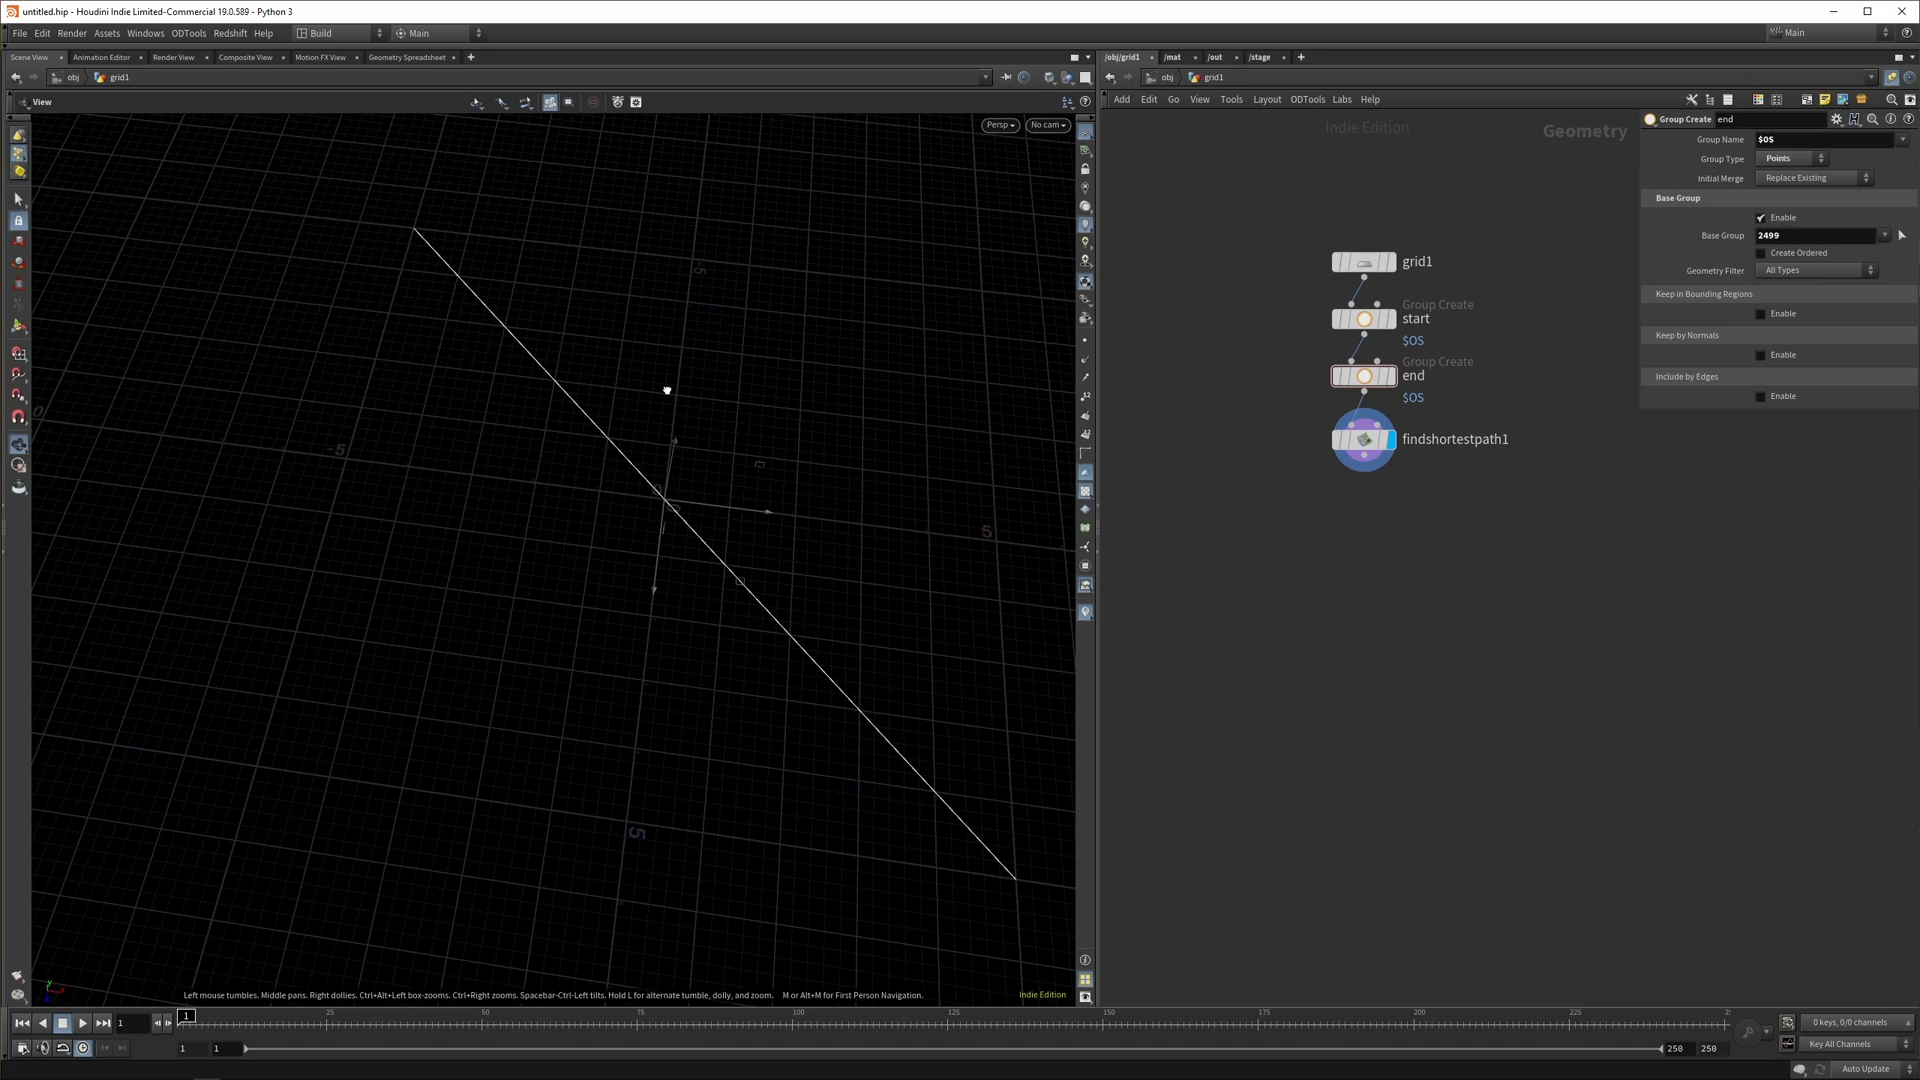 untitled.hip - Houdini Indie Limited-Commercial 19.0.589 - Python 3
File Edit Render Assets Windows ODTools Redshift Help Build Main Main
Scene View Animation Editor Render View Composite View Motion FX View Geometry Spreadsheet
obj grid1
View
Persp No cam
-5
0
-5
5
5
Left mouse tumbles. Middle pans. Right dollies. Ctrl+Alt+Left box-zooms. Ctrl+Right zooms. Spacebar-Ctrl-Left tilts. Hold L for alternate tumble, dolly, and zoom. M or Alt+M for First Person Navigation.
Indie Edition
/obj/grid1 /mat /out /stage
obj grid1
Add Edit Go View Tools Layout ODTools Labs Help
Indie Edition
Geometry
grid1
Group Create
start
$OS
Group Create
end
$OS
findshortestpath1
Group Create end
Group Name $OS
Group Type Points
Initial Merge Replace Existing
Base Group
Enable
Base Group 2499
Create Ordered
Geometry Filter All Types
Keep in Bounding Regions
Enable
Keep by Normals
Enable
Include by Edges
Enable
1 1 25 50 75 100 125 150 175 200 225
0 keys, 0/0 channels
1 1 250 250
Key All Channels
Auto Update